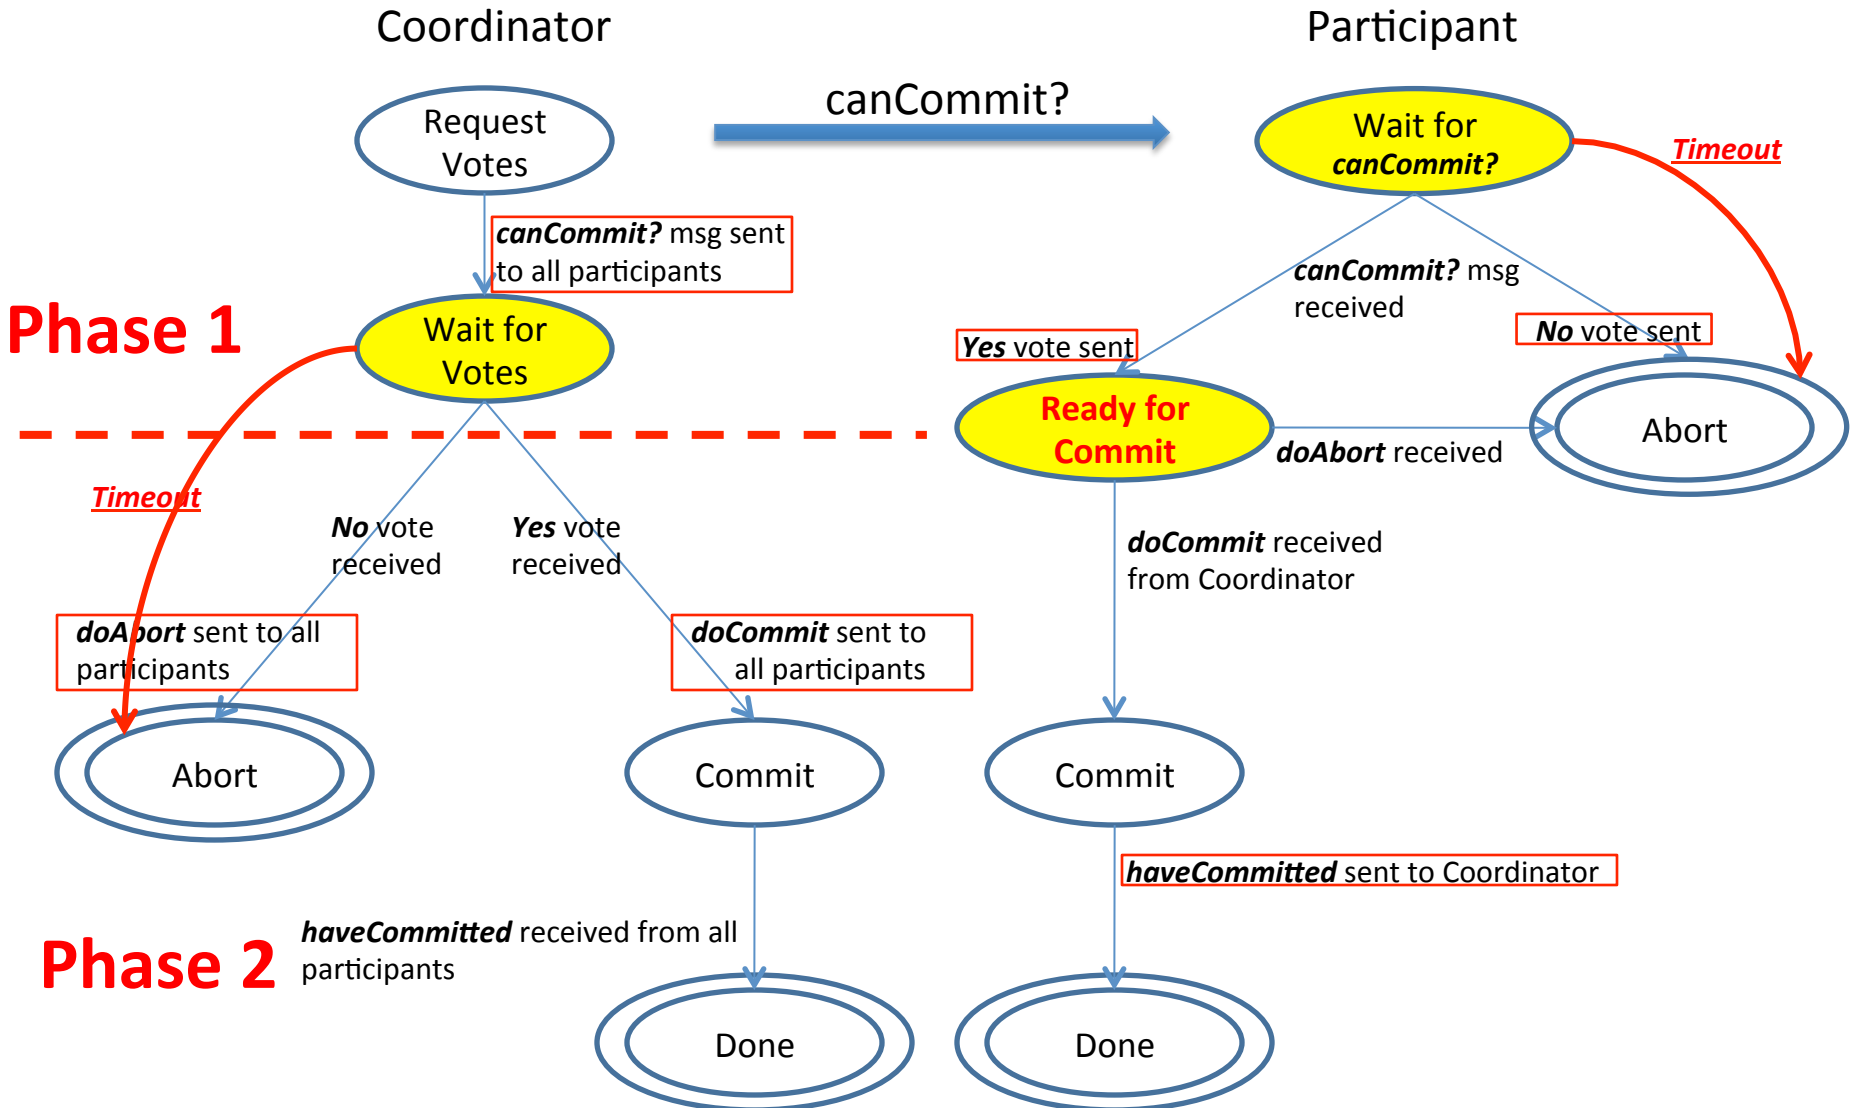 Coordinator
Participant
Request
Votes
canCommit?
Wait for
canCommit?
Timeout
canCommit? msg sent
to all participants
canCommit? msg
received
Phase 1
Wait for
Votes
Yes vote sent
No vote sent
Ready for
Commit
doAbort received
Abort
Timeout
No vote
received
Yes vote
received
doCommit received
from Coordinator
doAbort sent to all
participants
doCommit sent to
all participants
Abort
Commit
Commit
haveCommitted sent to Coordinator
Phase 2
haveCommitted received from all
participants
Done
Done